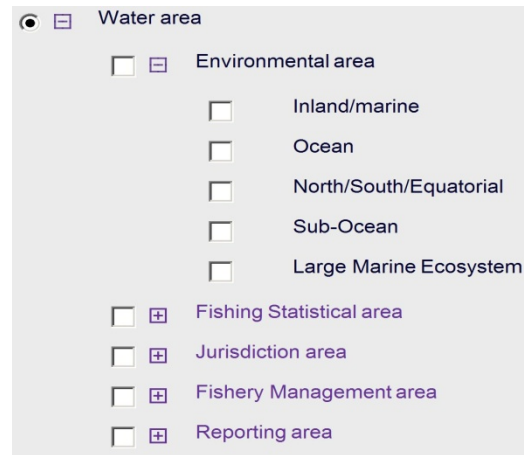 Water area
Environmental area
Inland/marine
Ocean
North/South/Equatorial
Sub-Ocean
Large Marine Ecosystem
Fishing Statistical area
Jurisdiction area
Fishery Management area
Reporting area